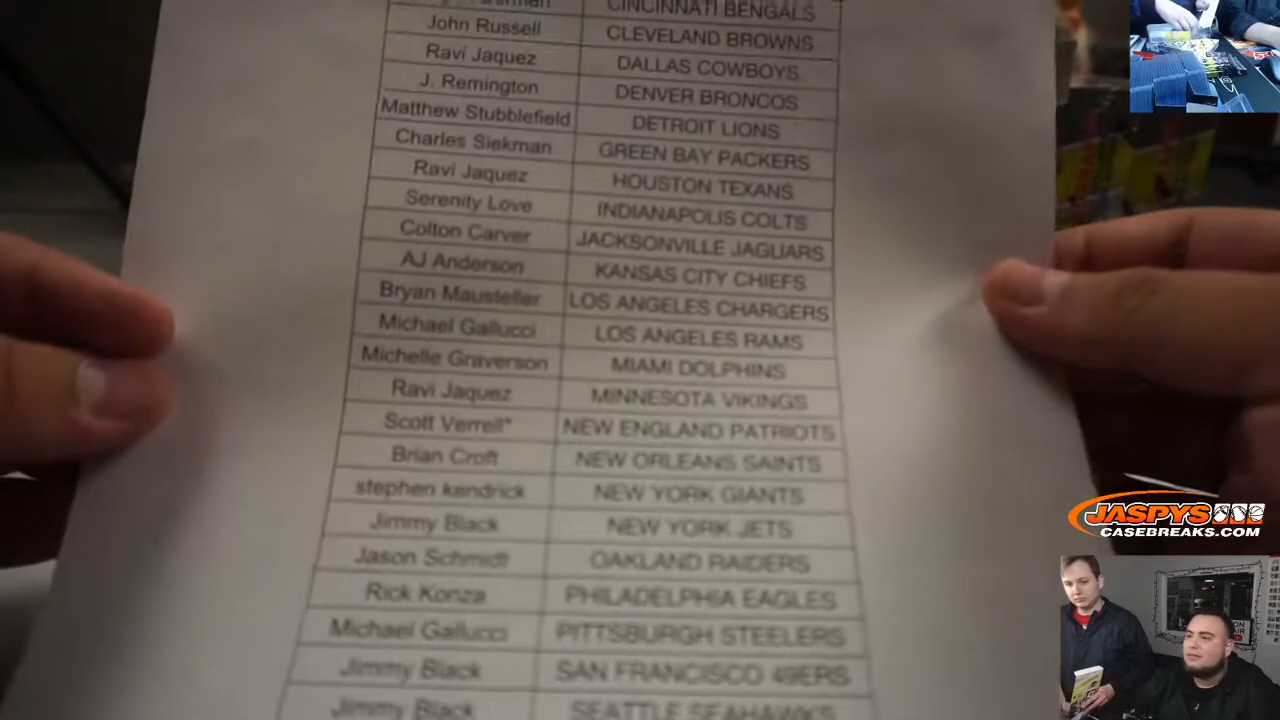 CINCINNATI BENGALS
John Russell CLEVELAND BROWNS
Ravi Jaquez DALLAS COWBOYS
J. Remington DENVER BRONCOS
Matthew Stubblefield DETROIT LIONS
Charles Siekman GREEN BAY PACKERS
Ravi Jaquez HOUSTON TEXANS
Serenity Love INDIANAPOLIS COLTS
Colton Carver JACKSONVILLE JAGUARS
AJ Anderson KANSAS CITY CHIEFS
Bryan Mausteller LOS ANGELES CHARGERS
Michael Gallucci LOS ANGELES RAMS
Michelle Graverson MIAMI DOLPHINS
Ravi Jaquez MINNESOTA VIKINGS
Scott Verrell* NEW ENGLAND PATRIOTS
Brian Croft NEW ORLEANS SAINTS
stephen kendrick NEW YORK GIANTS
Jimmy Black NEW YORK JETS
Jason Schmidt OAKLAND RAIDERS
Rick Konza PHILADELPHIA EAGLES
Michael Gallucci PITTSBURGH STEELERS
Jimmy Black SAN FRANCISCO 49ERS
Jimmy Black SEATTLE SEAHAWKS
JASPYS
CASEBREAKS.COM
ON AIR